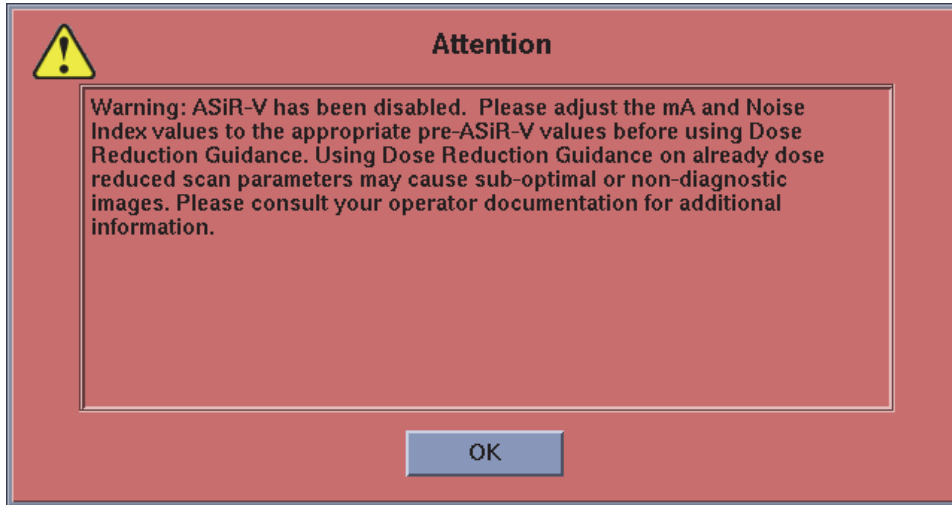 Attention
Warning: ASiR-V has been disabled.  Please adjust the mA and Noise
Index values to the appropriate pre-ASiR-V values before using Dose
Reduction Guidance. Using Dose Reduction Guidance on already dose
reduced scan parameters may cause sub-optimal or non-diagnostic
images. Please consult your operator documentation for additional
information.
OK